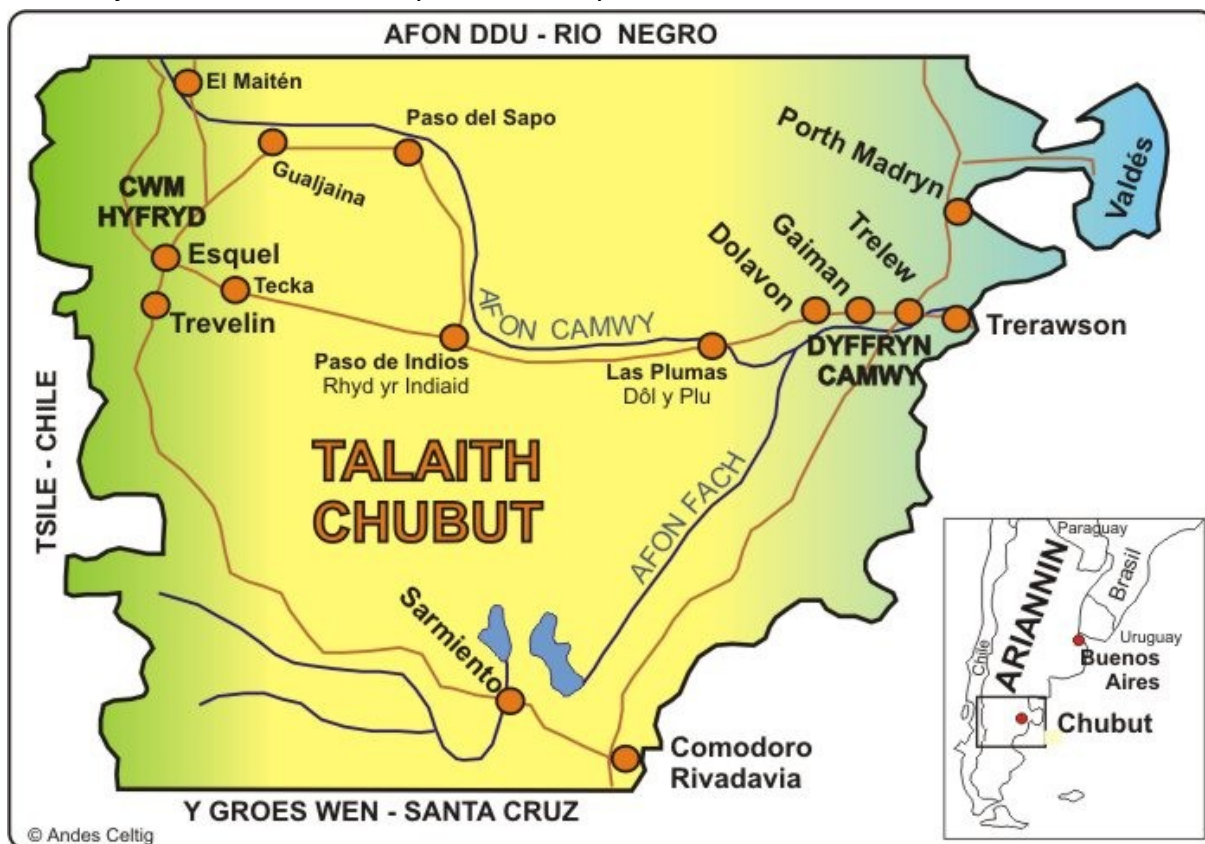 AFON DDU - RIO NEGRO
El Maitén
Paso del Sapo
Gualjaina
CWM
HYFRYD
Porth Madryn
Valdés
Esquel
Tecka
Trevelin
Dolavon
Gaiman
Trelew
Trerawson
AFON CAMWY
DYFFRYN
CAMWY
Paso de Indios
Rhyd yr Indiaid
Las Plumas
Dôl y Plu
TSILE - CHILE
TALAITH
CHUBUT
AFON FACH
Sarmiento
Comodoro
Rivadavia
Y GROES WEN - SANTA CRUZ
© Andes Celtig
Paraguay
ARIANNIN
Brasil
Chile
Uruguay
Buenos
Aires
Chubut